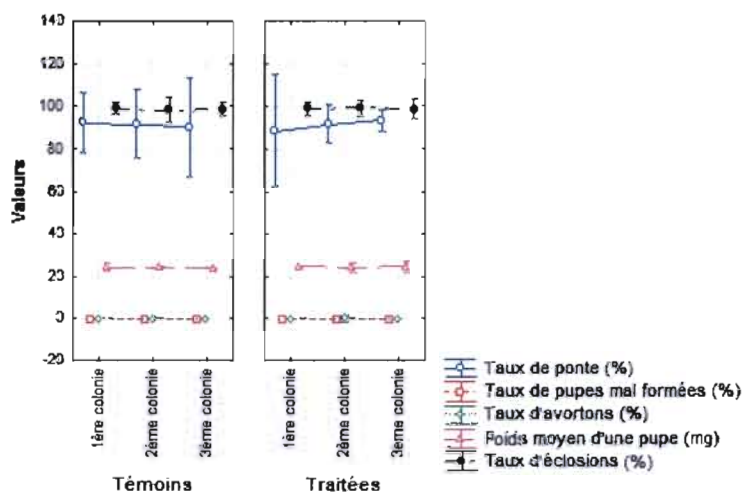 140
120
100
80
60
40
20
0
-20
Valeurs
1ère colonie
2ème colonie
3ème colonie
1ère colonie
2ème colonie
3ème colonie
Témoins
Traitées
Taux de ponte (%)
Taux de pupes mal formées (%)
Taux d'avortons (%)
Poids moyen d'une pupe (mg)
Taux d'éclosions (%)